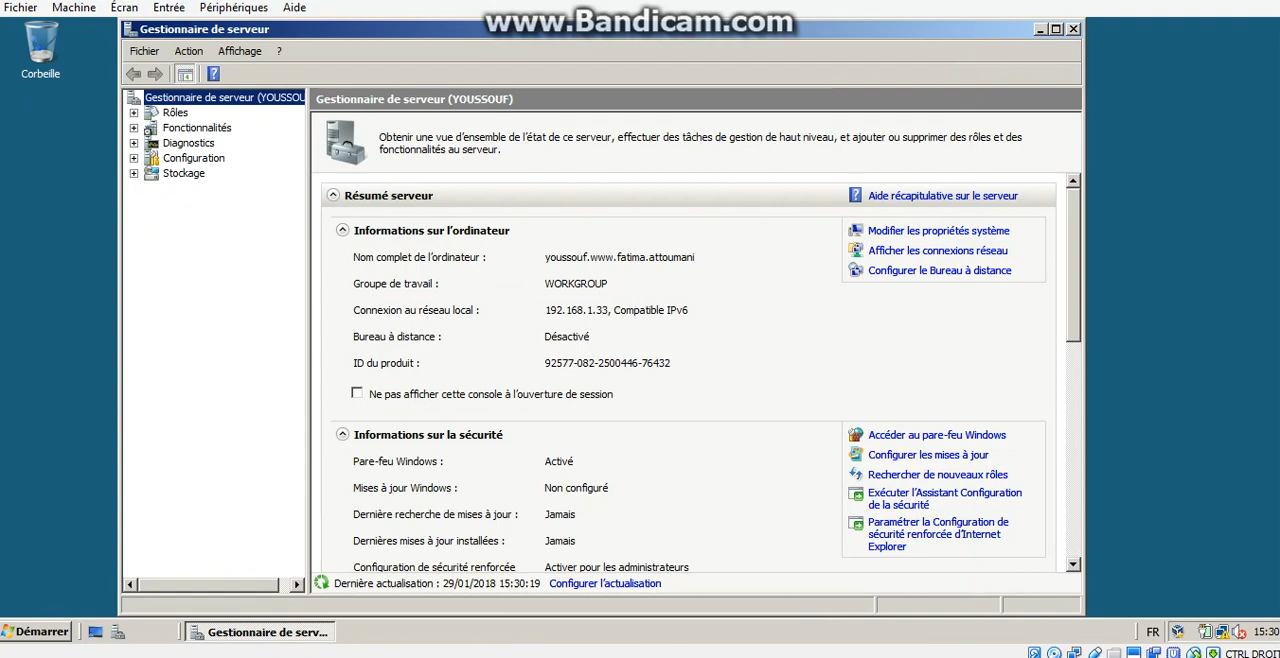 Fichier Machine Écran Entrée Périphériques Aide
www.Bandicam.com
Corbeille
Gestionnaire de serveur
Fichier Action Affichage ?
Gestionnaire de serveur (YOUSSOU
Rôles
Fonctionnalités
Diagnostics
Configuration
Stockage
Gestionnaire de serveur (YOUSSOUF)
Obtenir une vue d'ensemble de l'état de ce serveur, effectuer des tâches de gestion de haut niveau, et ajouter ou supprimer des rôles et des
fonctionnalités au serveur.
Résumé serveur
Aide récapitulative sur le serveur
Informations sur l'ordinateur
Nom complet de l'ordinateur : youssouf.www.fatima.attoumani
Groupe de travail : WORKGROUP
Connexion au réseau local : 192.168.1.33, Compatible IPv6
Bureau à distance : Désactivé
ID du produit : 92577-082-2500446-76432
Ne pas afficher cette console à l'ouverture de session
Modifier les propriétés système
Afficher les connexions réseau
Configurer le Bureau à distance
Informations sur la sécurité
Pare-feu Windows : Activé
Mises à jour Windows : Non configuré
Dernière recherche de mises à jour : Jamais
Dernières mises à jour installées : Jamais
Configuration de sécurité renforcée Activer pour les administrateurs
Accéder au pare-feu Windows
Configurer les mises à jour
Rechercher de nouveaux rôles
Exécuter l'Assistant Configuration
de la sécurité
Paramétrer la Configuration de
sécurité renforcée d'Internet
Explorer
Dernière actualisation : 29/01/2018 15:30:19 Configurer l'actualisation
Démarrer
Gestionnaire de serv...
FR
15:30
CTRL DROIT